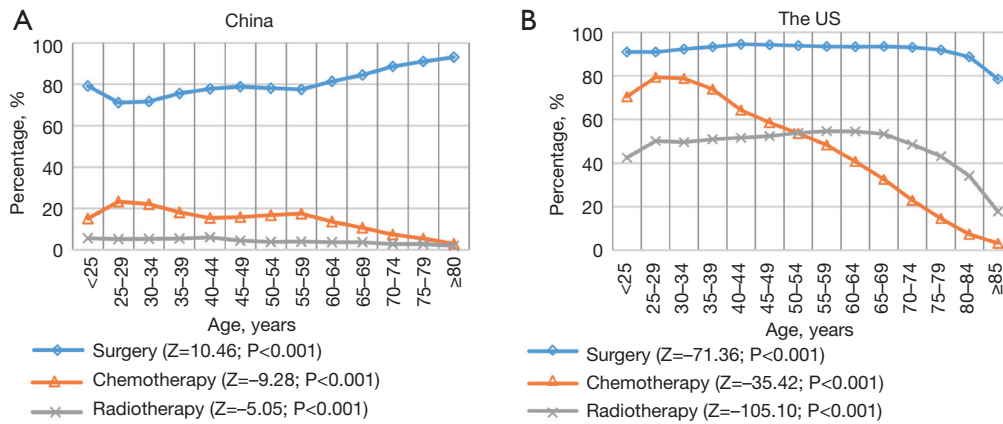 A
China
Percentage, %
100
80
60
40
20
0
<25
25–29
30–34
35–39
40–44
45–49
50–54
55–59
60–64
65–69
70–74
75–79
≥80
Age, years
Surgery (Z=10.46; P<0.001)
Chemotherapy (Z=–9.28; P<0.001)
Radiotherapy (Z=–5.05; P<0.001)
B
The US
Percentage, %
100
80
60
40
20
0
<25
25–29
30–34
35–39
40–44
45–49
50–54
55–59
60–64
65–69
70–74
75–79
80–84
≥85
Age, years
Surgery (Z=–71.36; P<0.001)
Chemotherapy (Z=–35.42; P<0.001)
Radiotherapy (Z=–105.10; P<0.001)